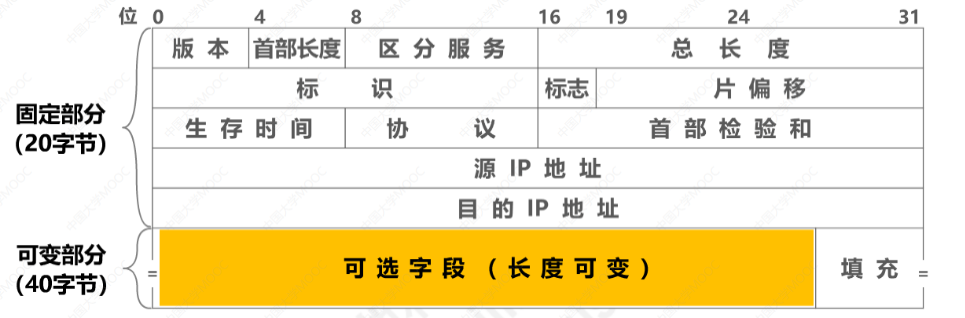 位 0 4 8 16 19 24 31
版 本 首部长度 区 分 服 务 总 长 度
标 识 标志 片 偏 移
固定部分
(20字节)
生 存 时 间 协 议 首 部 检 验 和
源 IP 地 址
目 的 IP 地 址
可变部分
(40字节)
= 可 选 字 段 ( 长 度 可 变 ) 填 充 =